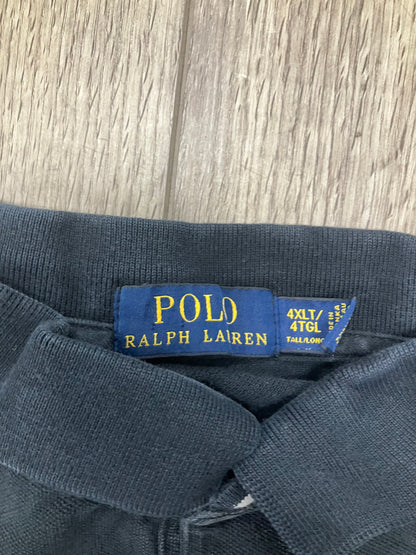 POLO
RALPH LAUREN
4XLT/
4TGL
TALL/LONG